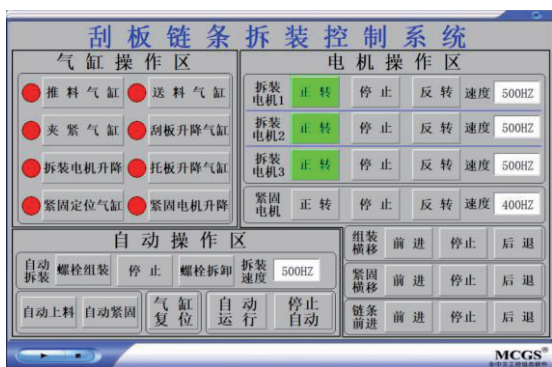 刮板链条拆装控制系统
气缸操作区
推料气缸 送料气缸
夹紧气缸 刮板升降气缸
拆装电机升降 托板升降气缸
紧固定位气缸 紧固电机升降
电机操作区
拆装电机1 正转 停止 反转 速度 500HZ
拆装电机2 正转 停止 反转 速度 500HZ
拆装电机3 正转 停止 反转 速度 500HZ
紧固电机 正转 停止 反转 速度 400HZ
自动操作区
自动拆装 螺栓组装 停止 螺栓拆卸 拆装速度 500HZ
自动上料 自动紧固 气缸复位 自动运行 停止自动
组装横移 前进 停止 后退
紧固横移 前进 停止 后退
链条前进 前进 停止 后退
MCGS®